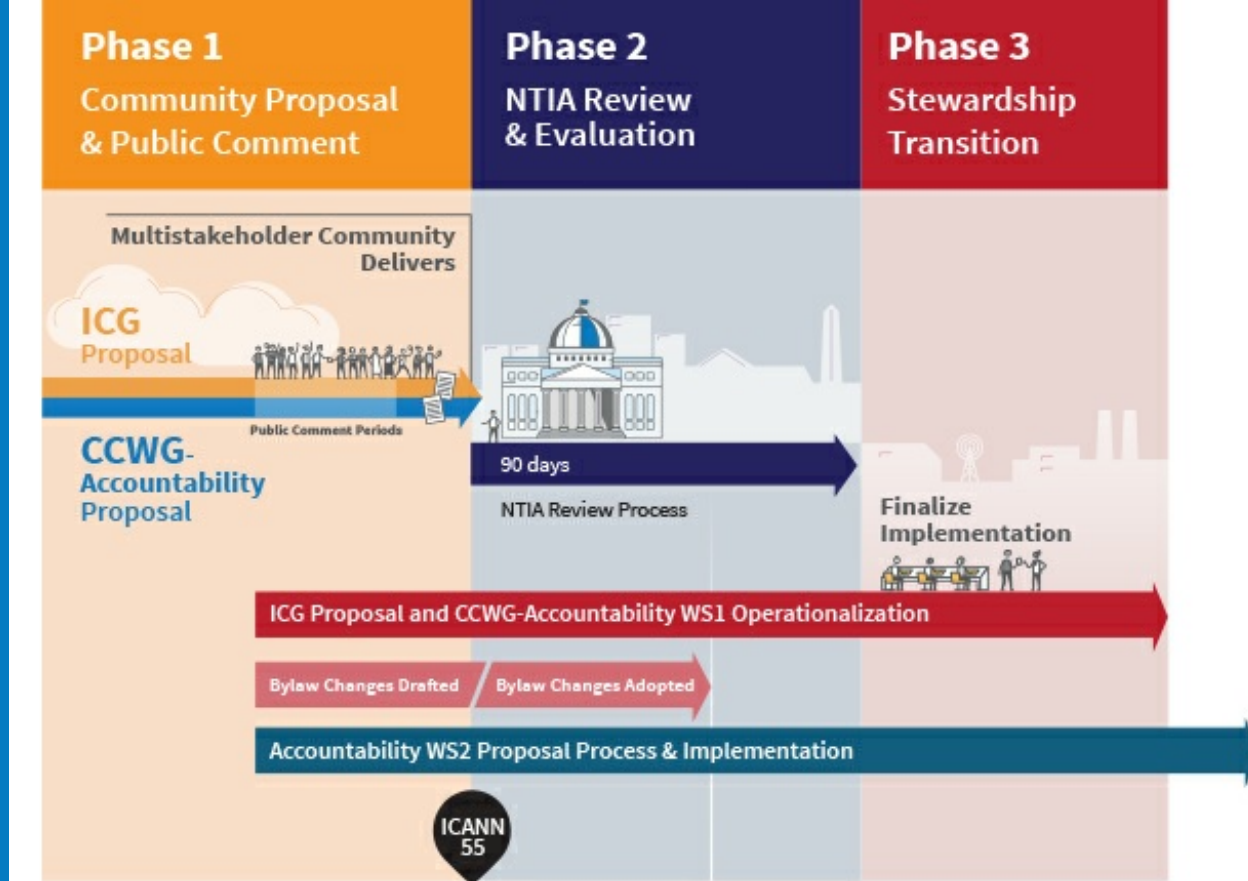 Phase 1
Community Proposal
& Public Comment
Phase 2
NTIA Review
& Evaluation
Phase 3
Stewardship
Transition
Multistakeholder Community
Delivers
ICG
Proposal
Public Comment Periods
CCWG-
Accountability
Proposal
90 days
NTIA Review Process
Finalize
Implementation
ICG Proposal and CCWG-Accountability WS1 Operationalization
Bylaw Changes Drafted
Bylaw Changes Adopted
Accountability WS2 Proposal Process & Implementation
ICANN
55